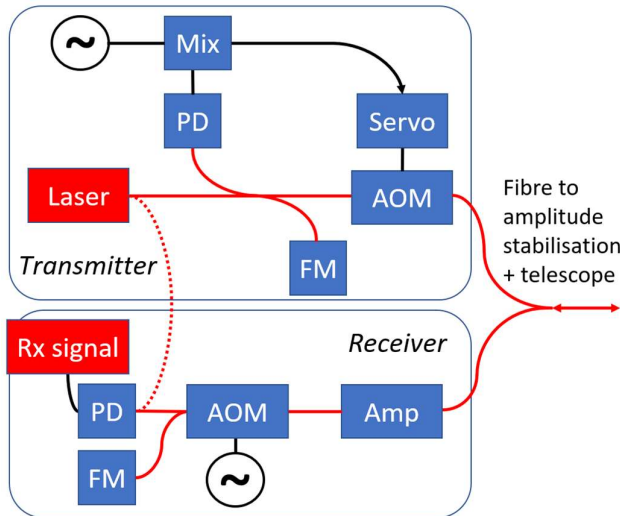 ~
Mix
PD
Servo
Laser
AOM
Fibre to
amplitude
stabilisation
+ telescope
Transmitter
FM
Rx signal
Receiver
PD
AOM
Amp
FM
~